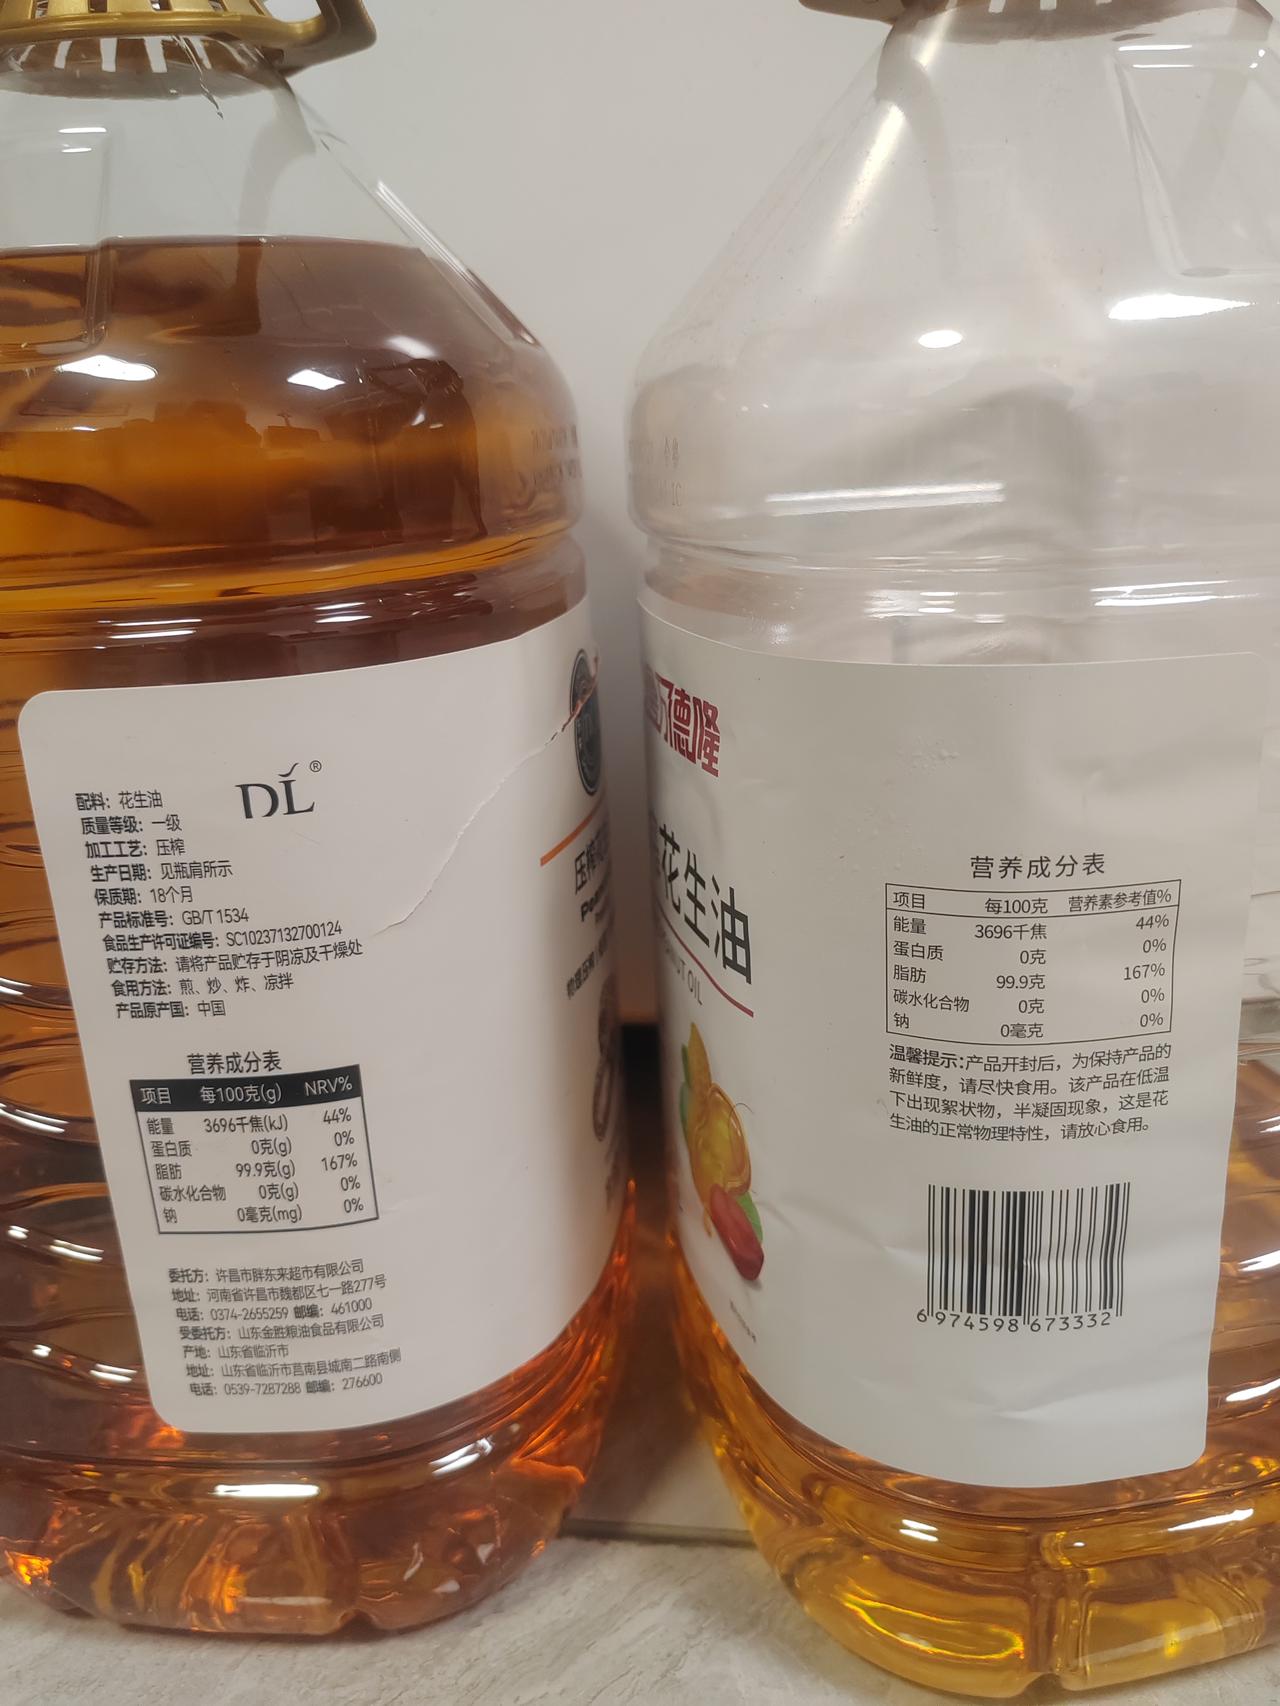 DL®
配料：花生油
质量等级：一级
加工工艺：压榨
生产日期：见瓶肩所示
保质期：18个月
产品标准号：GB/T 1534
食品生产许可证编号：SC10237132700124
贮存方法：请将产品贮存于阴凉及干燥处
食用方法：煎、炒、炸、凉拌
产品原产国：中国
营养成分表
项目 每100克(g) NRV%
能量 3696千焦(kJ) 44%
蛋白质 0克(g) 0%
脂肪 99.9克(g) 167%
碳水化合物 0克(g) 0%
钠 0毫克(mg) 0%
委托方：许昌市胖东来超市有限公司
地址：河南省许昌市魏都区七一路277号
电话：0374-2655259 邮编：461000
受委托方：山东金胜粮油食品有限公司
产地：山东省临沂市
地址：山东省临沂市莒南县城南二路南侧
电话：0539-7287288 邮编：276600
压榨
德隆
花生油
OIL
营养成分表
项目 每100克 营养素参考值%
能量 3696千焦 44%
蛋白质 0克 0%
脂肪 99.9克 167%
碳水化合物 0克 0%
钠 0毫克 0%
温馨提示：产品开封后，为保持产品的
新鲜度，请尽快食用。该产品在低温
下出现絮状物，半凝固现象，这是花
生油的正常物理特性，请放心食用。
6 974598 673332